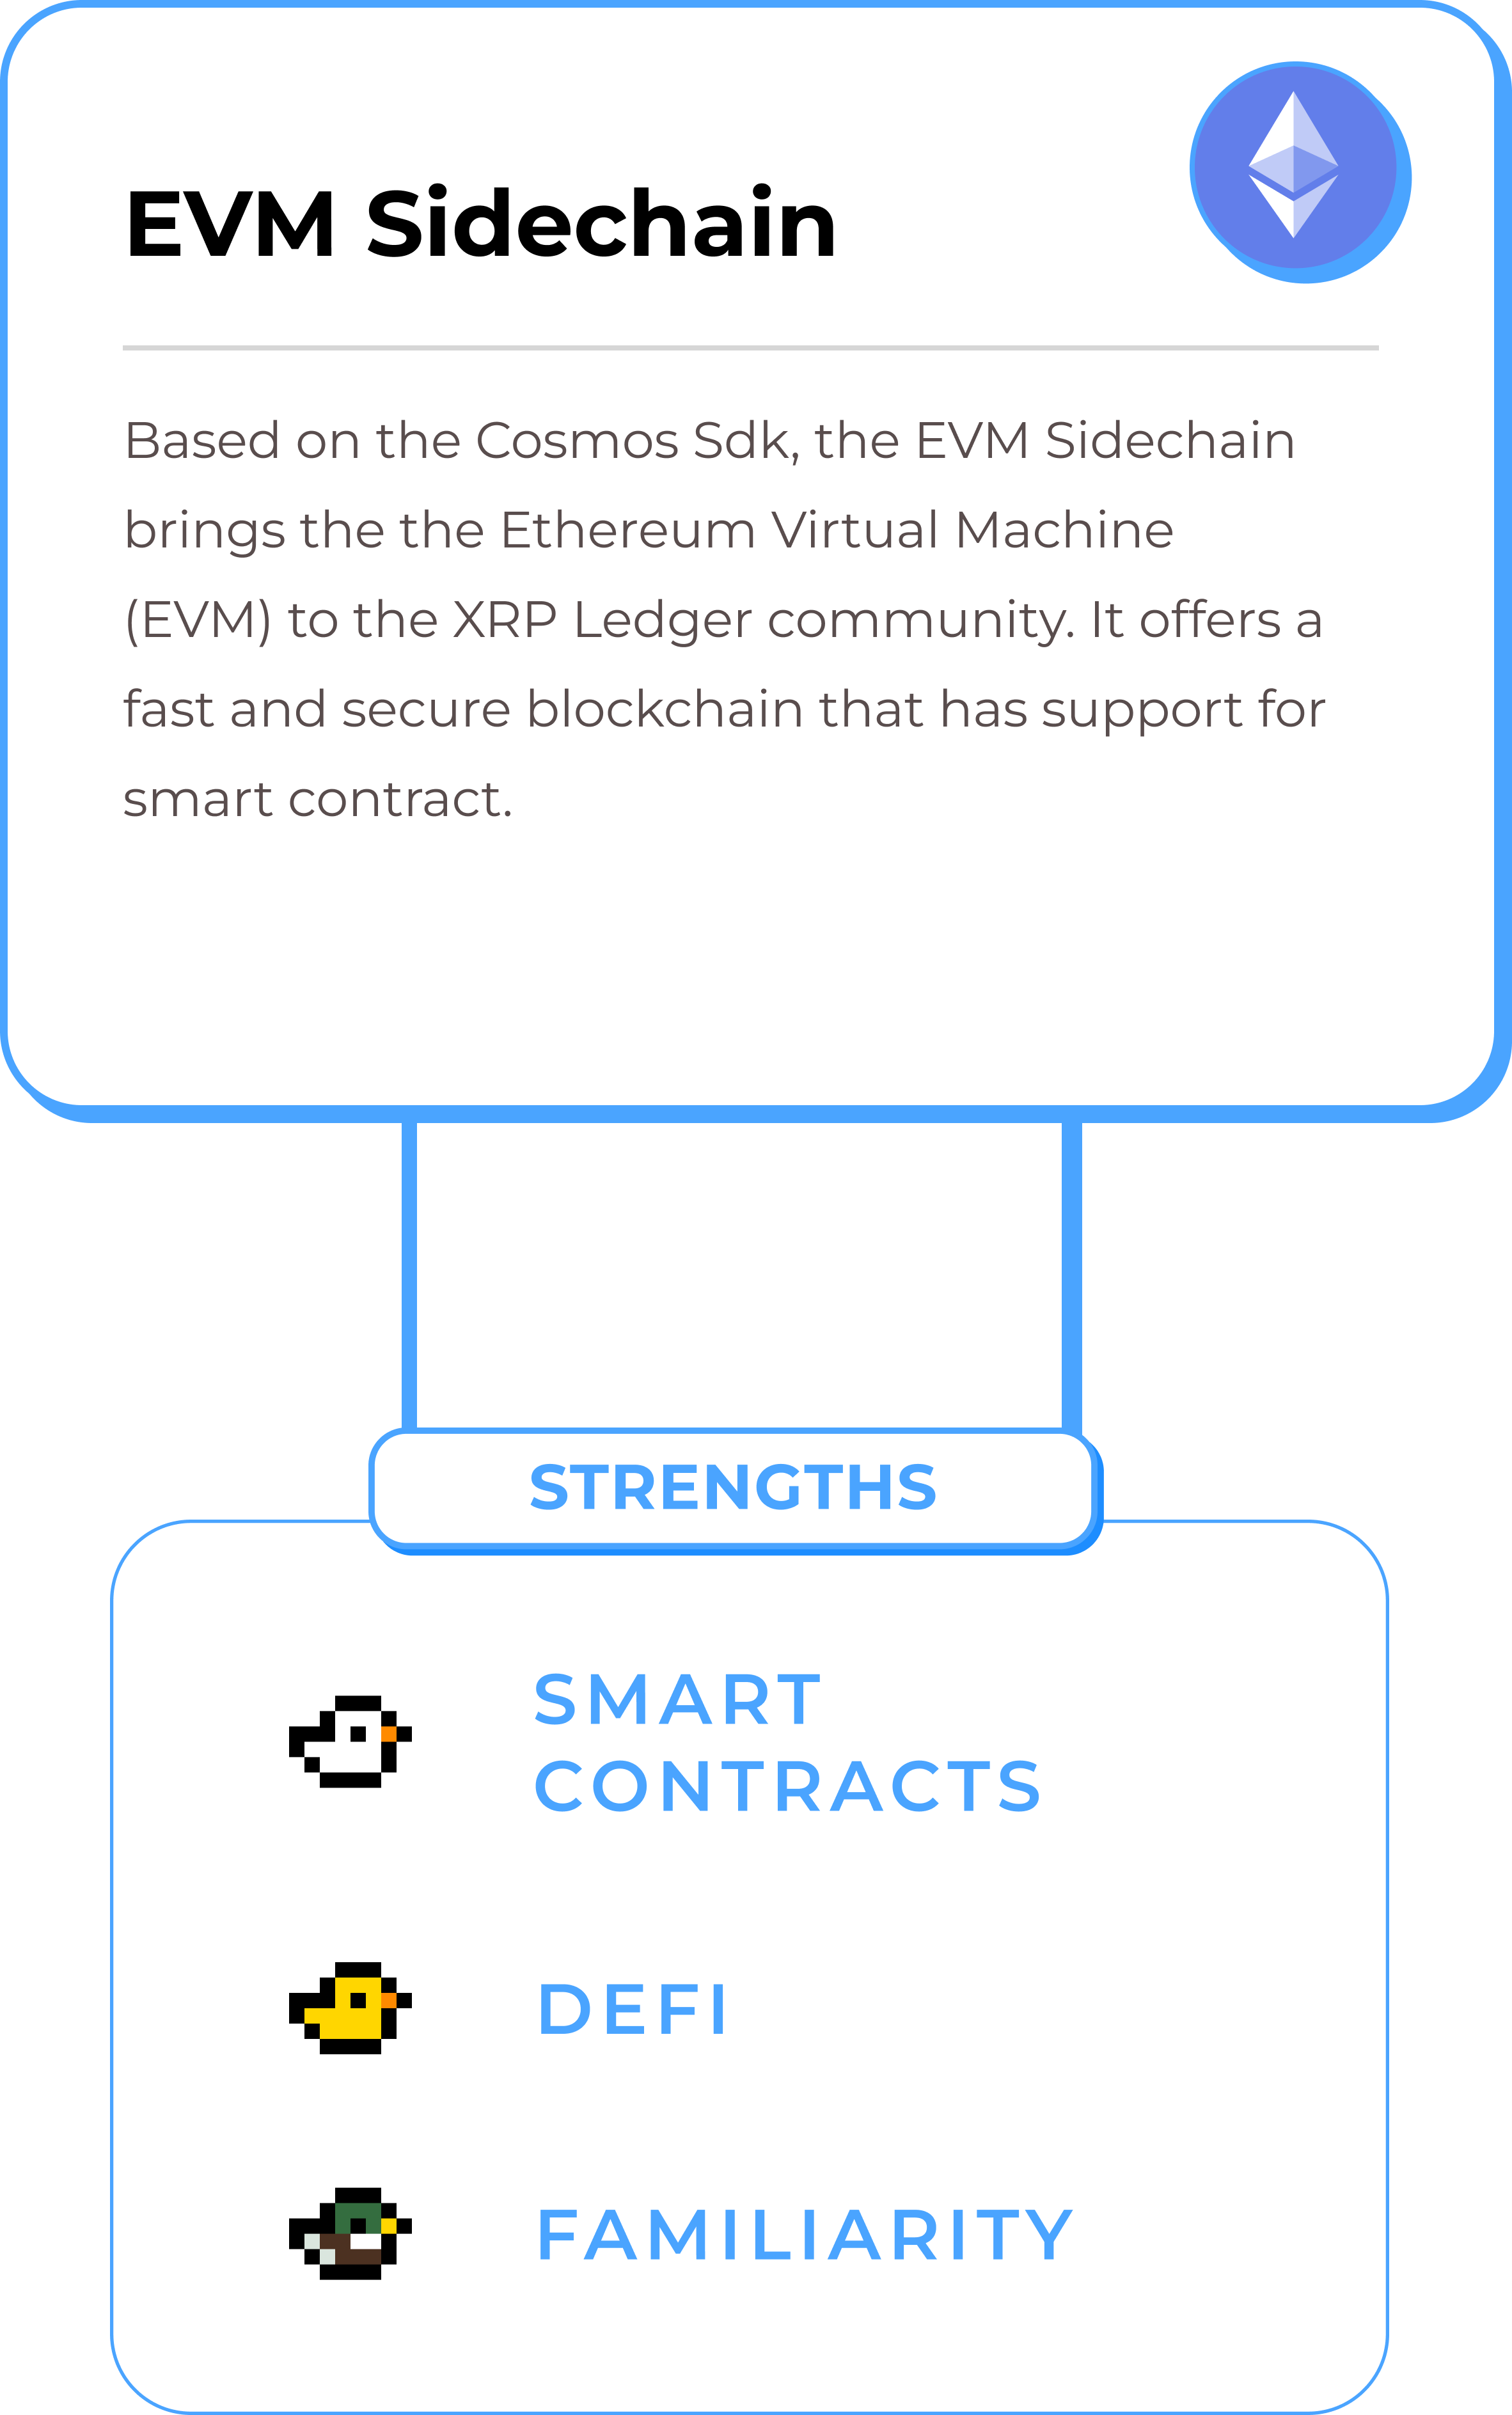 EVM Sidechain
Based on the Cosmos Sdk, the EVM Sidechain
brings the the Ethereum Virtual Machine
(EVM) to the XRP Ledger community. It offers a
fast and secure blockchain that has support for
smart contract.
STRENGTHS
SMART
CONTRACTS
DEFI
FAMILIARITY